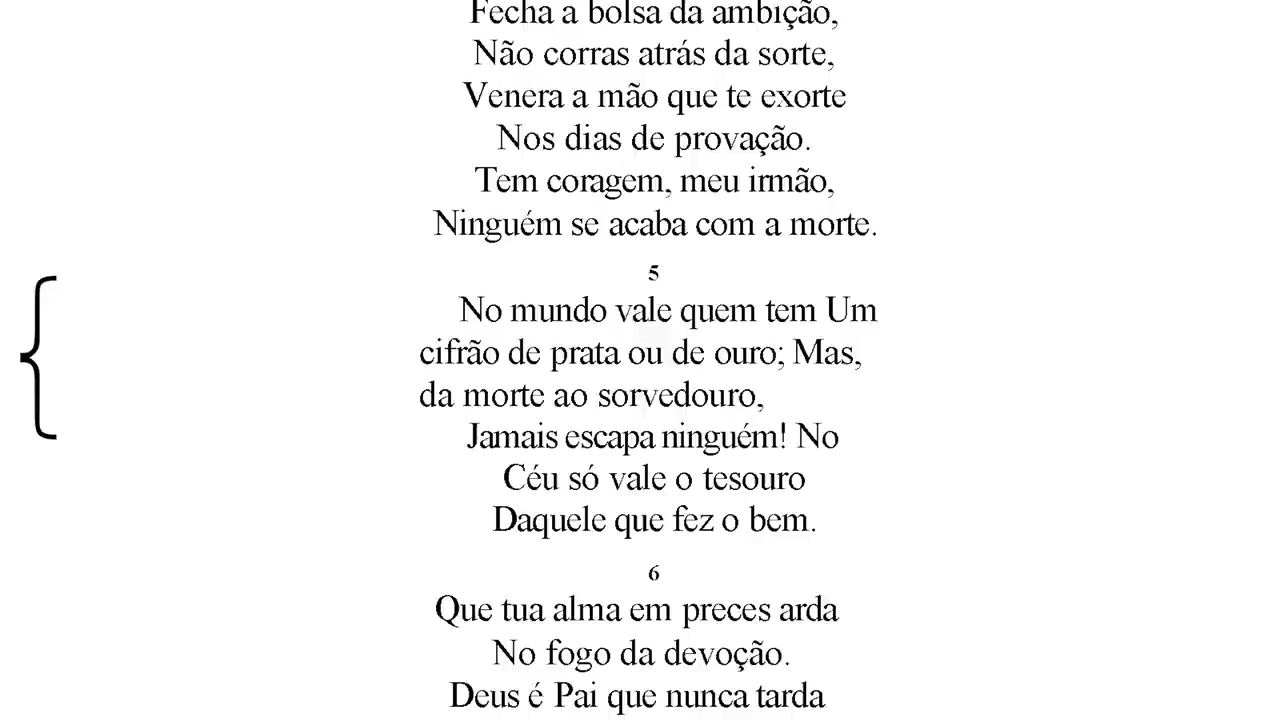 Fecha a bolsa da ambição,
Não corras atrás da sorte,
Venera a mão que te exorte
Nos dias de provação.
Tem coragem, meu irmão,
Ninguém se acaba com a morte.
5
No mundo vale quem tem Um
cifrão de prata ou de ouro; Mas,
da morte ao sorvedouro,
Jamais escapa ninguém! No
Céu só vale o tesouro
Daquele que fez o bem.
6
Que tua alma em preces arda
No fogo da devoção.
Deus é Pai que nunca tarda